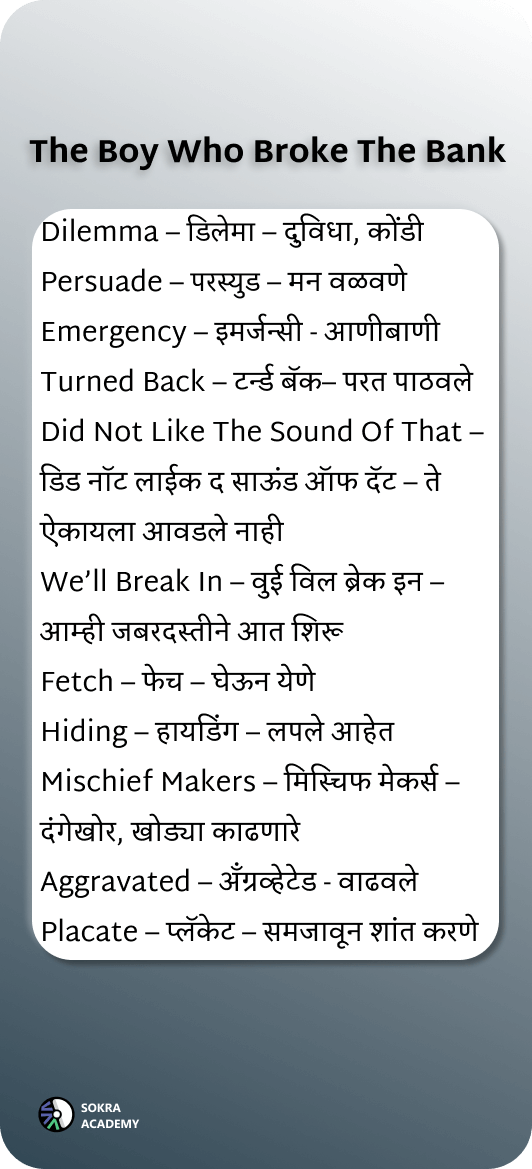 The Boy Who Broke The Bank
Dilemma – डिलेमा – दुविधा, कोंडी
Persuade – परस्युड – मन वळवणे
Emergency – इमर्जन्सी - आणीबाणी
Turned Back – टर्न्ड बॅक– परत पाठवले
Did Not Like The Sound Of That –
डिड नॉट लाईक द साऊंड ऑफ दॅट – ते
ऐकायला आवडले नाही
We’ll Break In – वुई विल ब्रेक इन –
आम्ही जबरदस्तीने आत शिरू
Fetch – फेच – घेऊन येणे
Hiding – हायडिंग – लपले आहेत
Mischief Makers – मिस्चिफ मेकर्स –
दंगेखोर, खोड्या काढणारे
Aggravated – अँग्रव्हेटेड - वाढवले
Placate – प्लॅकेट – समजावून शांत करणे
SOKRA
ACADEMY